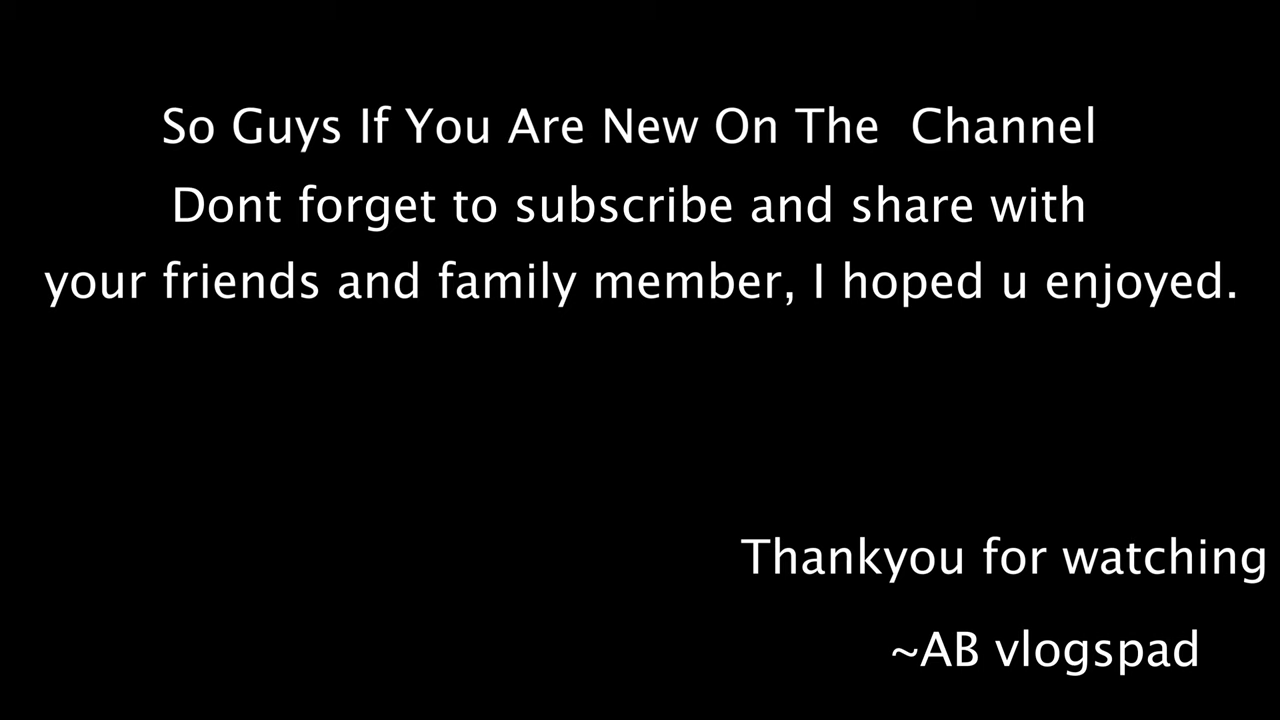 So Guys If You Are New On The  Channel
Dont forget to subscribe and share with
your friends and family member, I hoped u enjoyed.
Thankyou for watching
~AB vlogspad